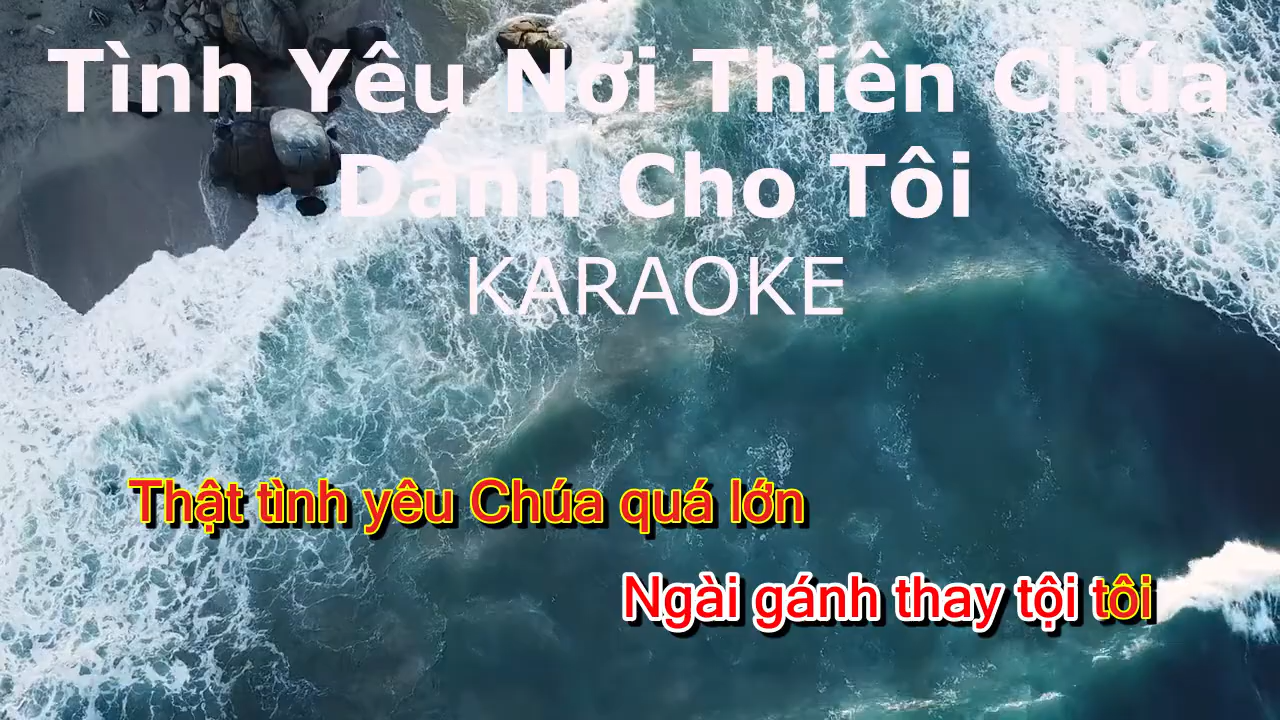 Tình Yêu Nơi Thiên Chúa
Dành Cho Tôi
KARAOKE
Thật tình yêu Chúa quá lớn
Ngài gánh thay tội tôi